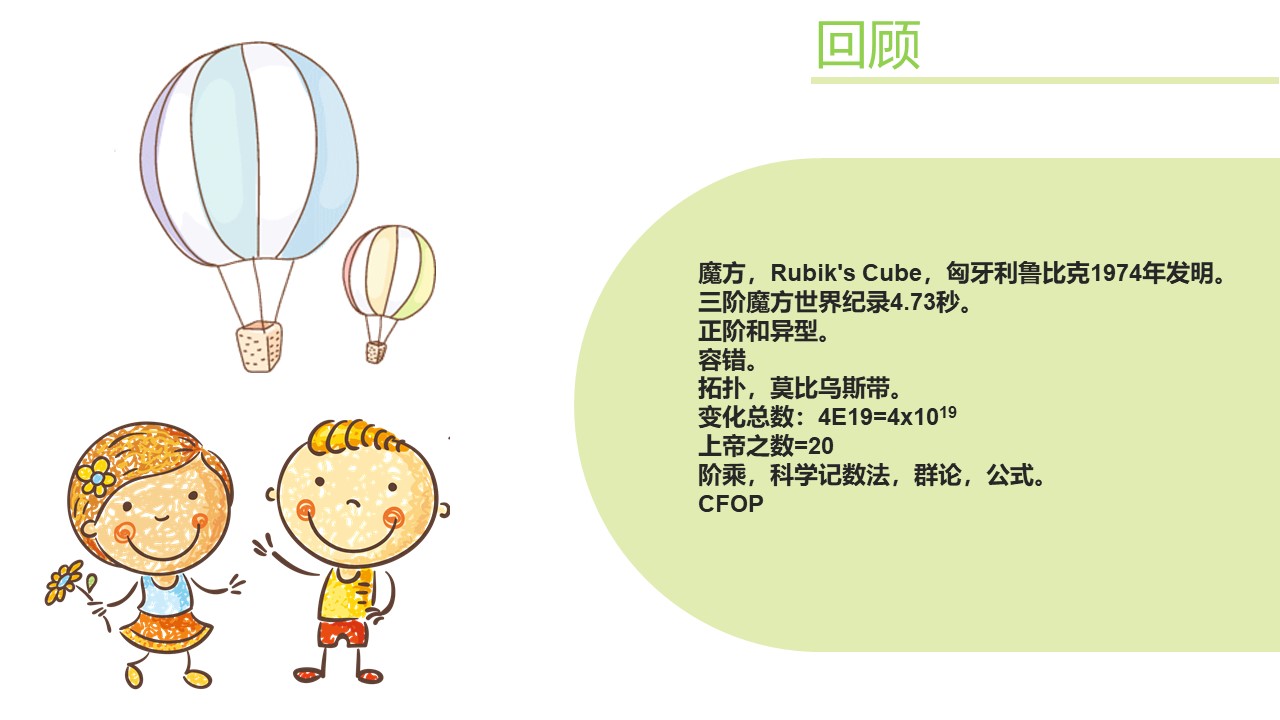 回顾
魔方，Rubik's Cube，匈牙利鲁比克1974年发明。
三阶魔方世界纪录4.73秒。
正阶和异型。
容错。
拓扑，莫比乌斯带。
变化总数：4E19=4x10¹⁹
上帝之数=20
阶乘，科学记数法，群论，公式。
CFOP